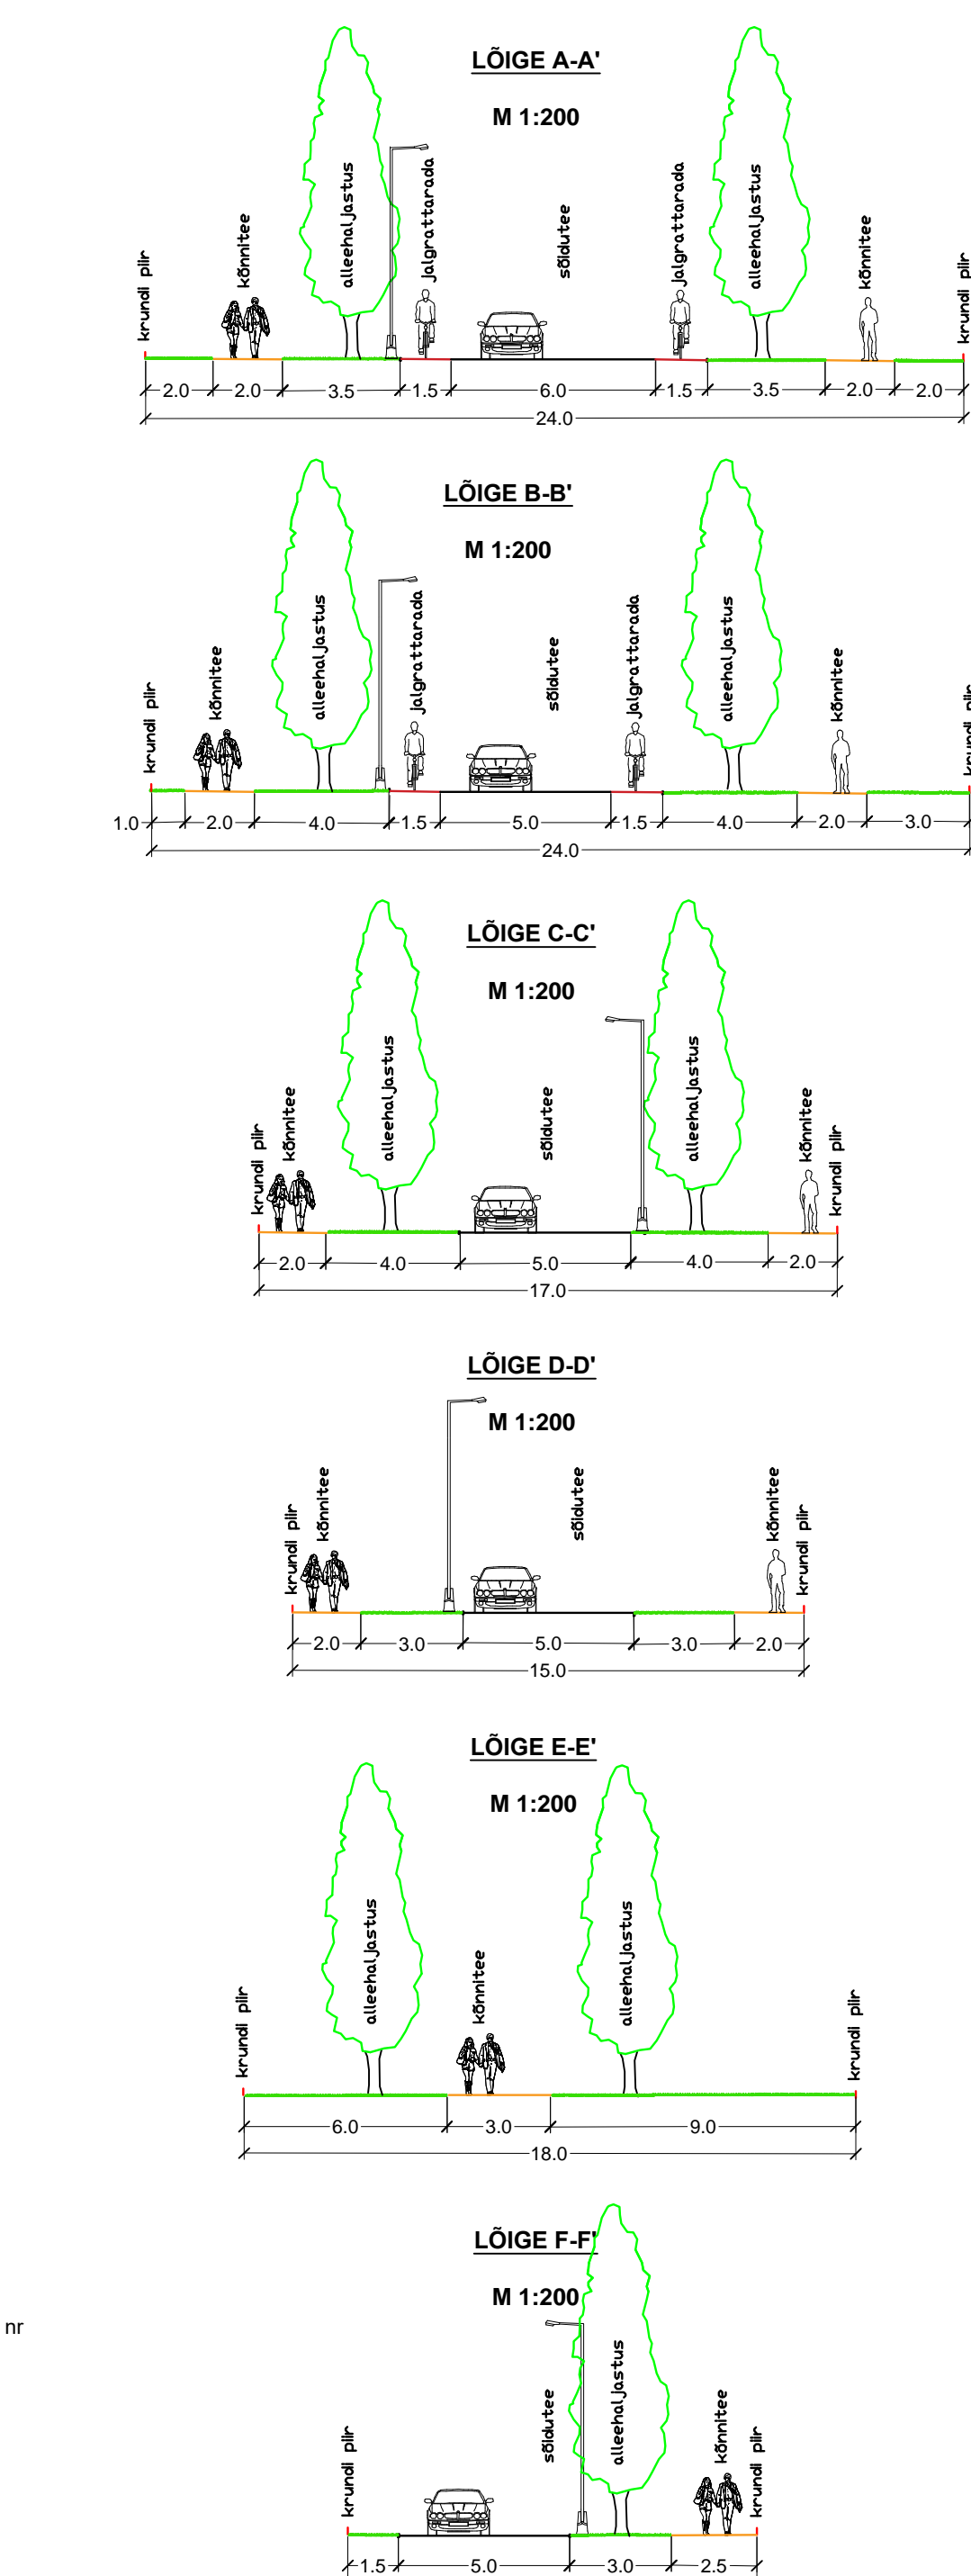 LÕIGE A-A'
M 1:200
krundi piir
kõnnitee
alleehaljastus
jalgrattarada
sõidutee
jalgrattarada
alleehaljastus
kõnnitee
krundi piir
2.0 2.0 3.5 1.5 6.0 1.5 3.5 2.0 2.0
24.0
LÕIGE B-B'
M 1:200
krundi piir
kõnnitee
alleehaljastus
jalgrattarada
sõidutee
jalgrattarada
alleehaljastus
kõnnitee
krundi piir
1.0 2.0 4.0 1.5 5.0 1.5 4.0 2.0 3.0
24.0
LÕIGE C-C'
M 1:200
krundi piir
kõnnitee
alleehaljastus
sõidutee
alleehaljastus
kõnnitee
krundi piir
2.0 4.0 5.0 4.0 2.0
17.0
LÕIGE D-D'
M 1:200
krundi piir
kõnnitee
sõidutee
kõnnitee
krundi piir
2.0 3.0 5.0 3.0 2.0
15.0
LÕIGE E-E'
M 1:200
krundi piir
alleehaljastus
kõnnitee
alleehaljastus
krundi piir
6.0 3.0 9.0
18.0
LÕIGE F-F'
M 1:200
nr
krundi piir
sõidutee
alleehaljastus
kõnnitee
krundi piir
1.5 5.0 3.0 2.5